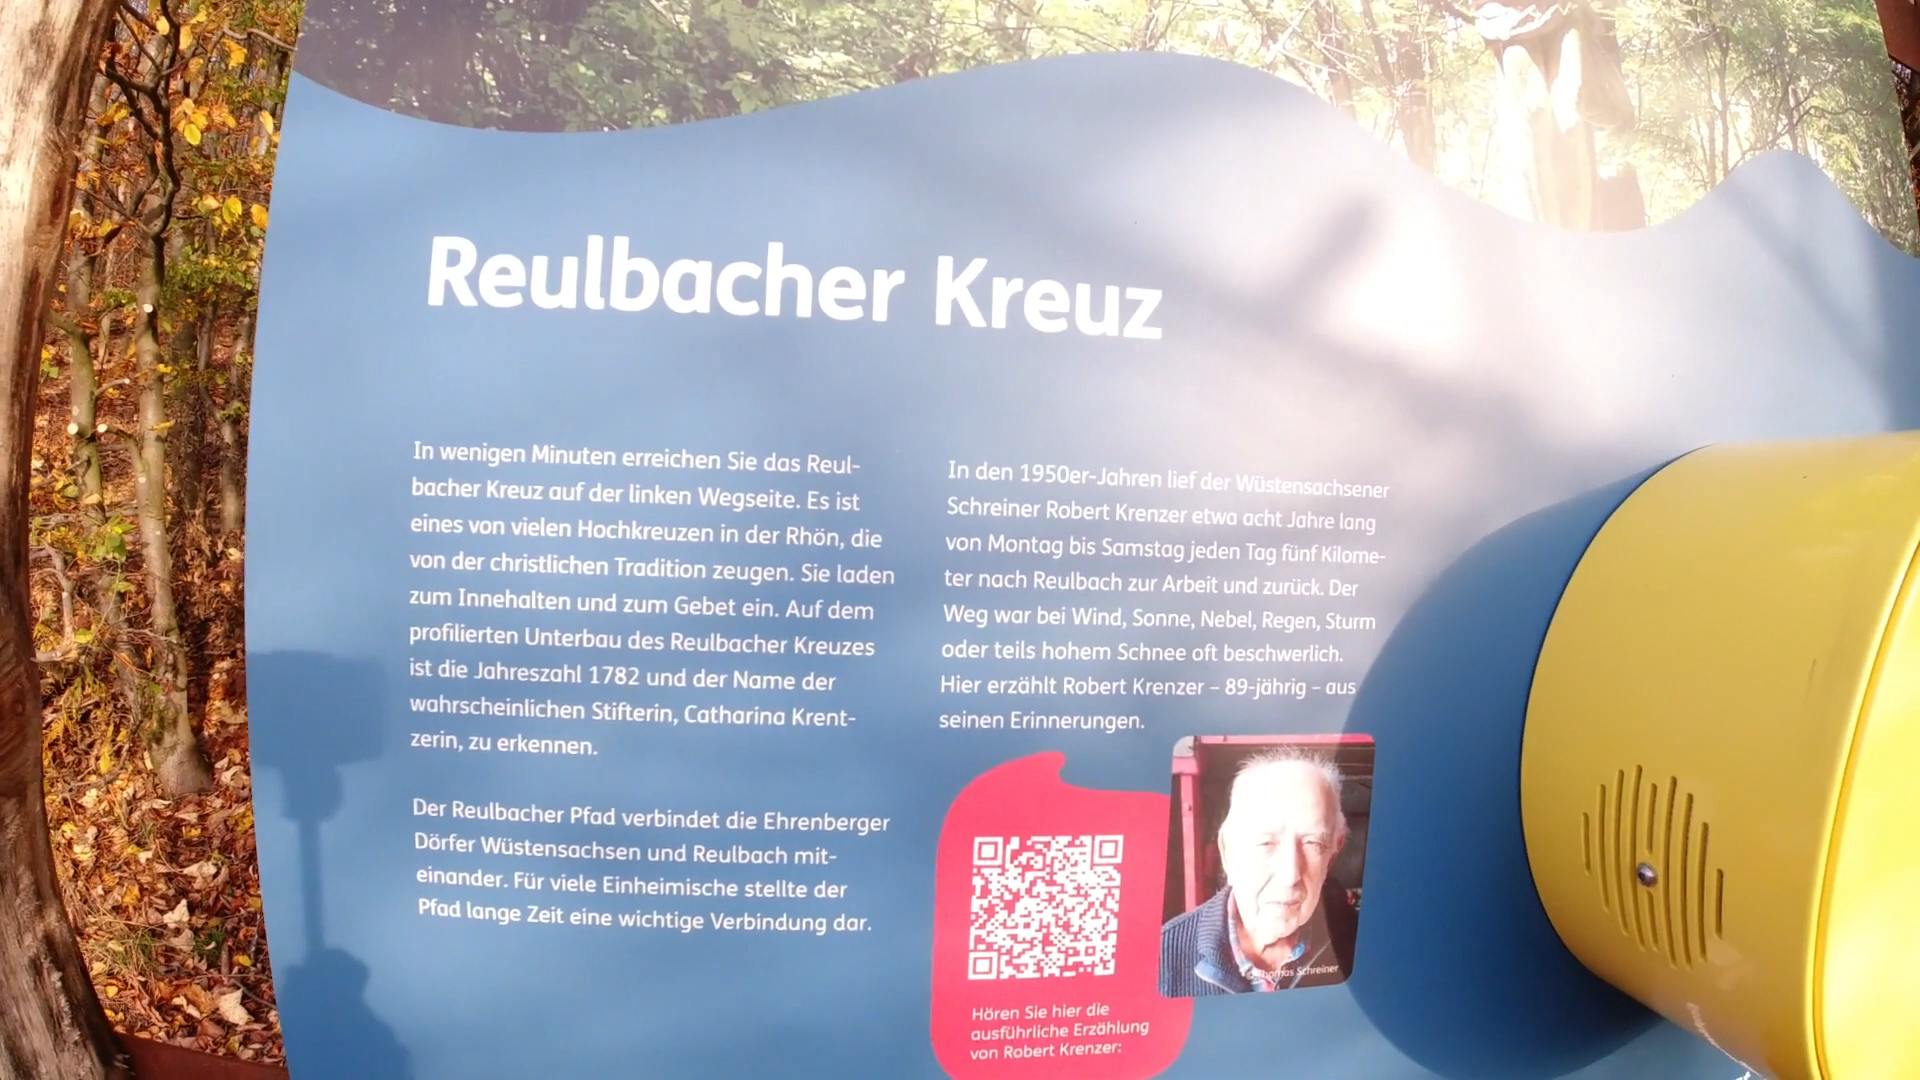 Reulbacher Kreuz
In wenigen Minuten erreichen Sie das Reul-
bacher Kreuz auf der linken Wegseite. Es ist
eines von vielen Hochkreuzen in der Rhön, die
von der christlichen Tradition zeugen. Sie laden
zum Innehalten und zum Gebet ein. Auf dem
profilierten Unterbau des Reulbacher Kreuzes
ist die Jahreszahl 1782 und der Name der
wahrscheinlichen Stifterin, Catharina Krent-
zerin, zu erkennen.
Der Reulbacher Pfad verbindet die Ehrenberger
Dörfer Wüstensachsen und Reulbach mit-
einander. Für viele Einheimische stellte der
Pfad lange Zeit eine wichtige Verbindung dar.
In den 1950er-Jahren lief der Wüstensachsener
Schreiner Robert Krenzer etwa acht Jahre lang
von Montag bis Samstag jeden Tag fünf Kilome-
ter nach Reulbach zur Arbeit und zurück. Der
Weg war bei Wind, Sonne, Nebel, Regen, Sturm
oder teils hohem Schnee oft beschwerlich.
Hier erzählt Robert Krenzer – 89-jährig – aus
seinen Erinnerungen.
Thomas Schreiner
Hören Sie hier die
ausführliche Erzählung
von Robert Krenzer: